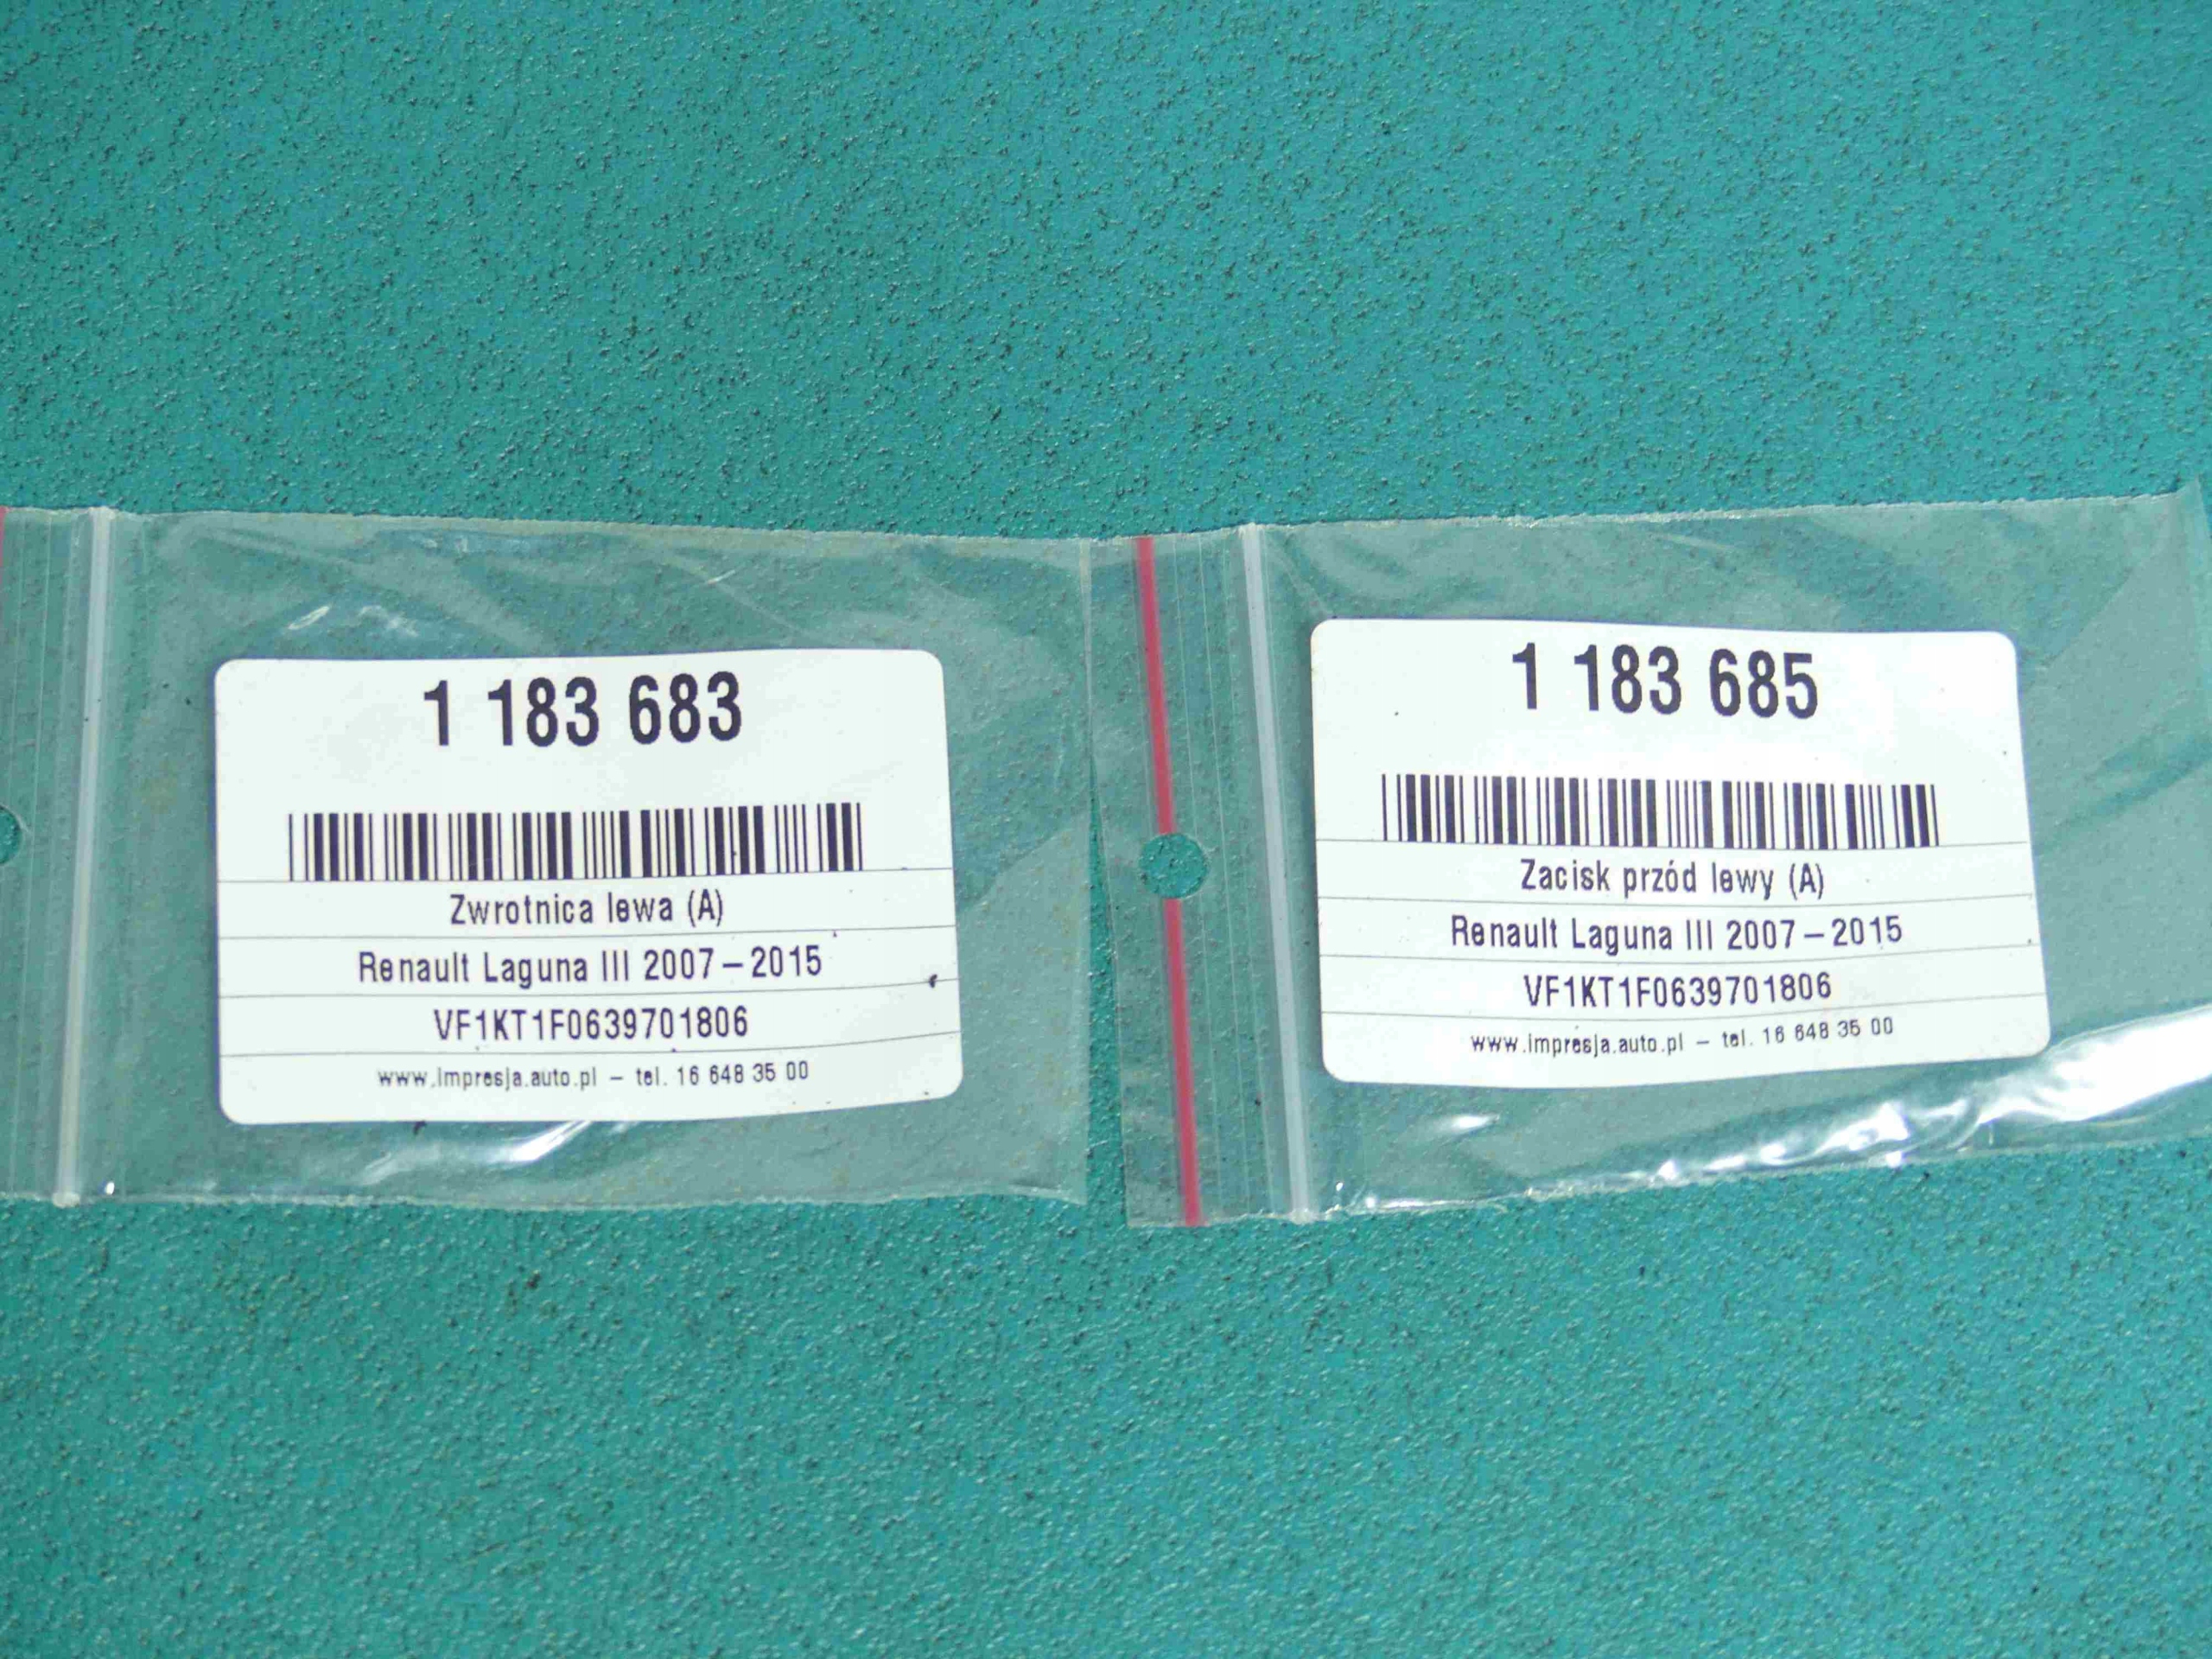 1 183 683
Zwrotnica lewa (A)
Renault Laguna III 2007–2015
VF1KT1F0639701806
www.impresja.auto.pl – tel. 16 648 35 00
1 183 685
Zacisk przód lewy (A)
Renault Laguna III 2007–2015
VF1KT1F0639701806
www.impresja.auto.pl – tel. 16 648 35 00